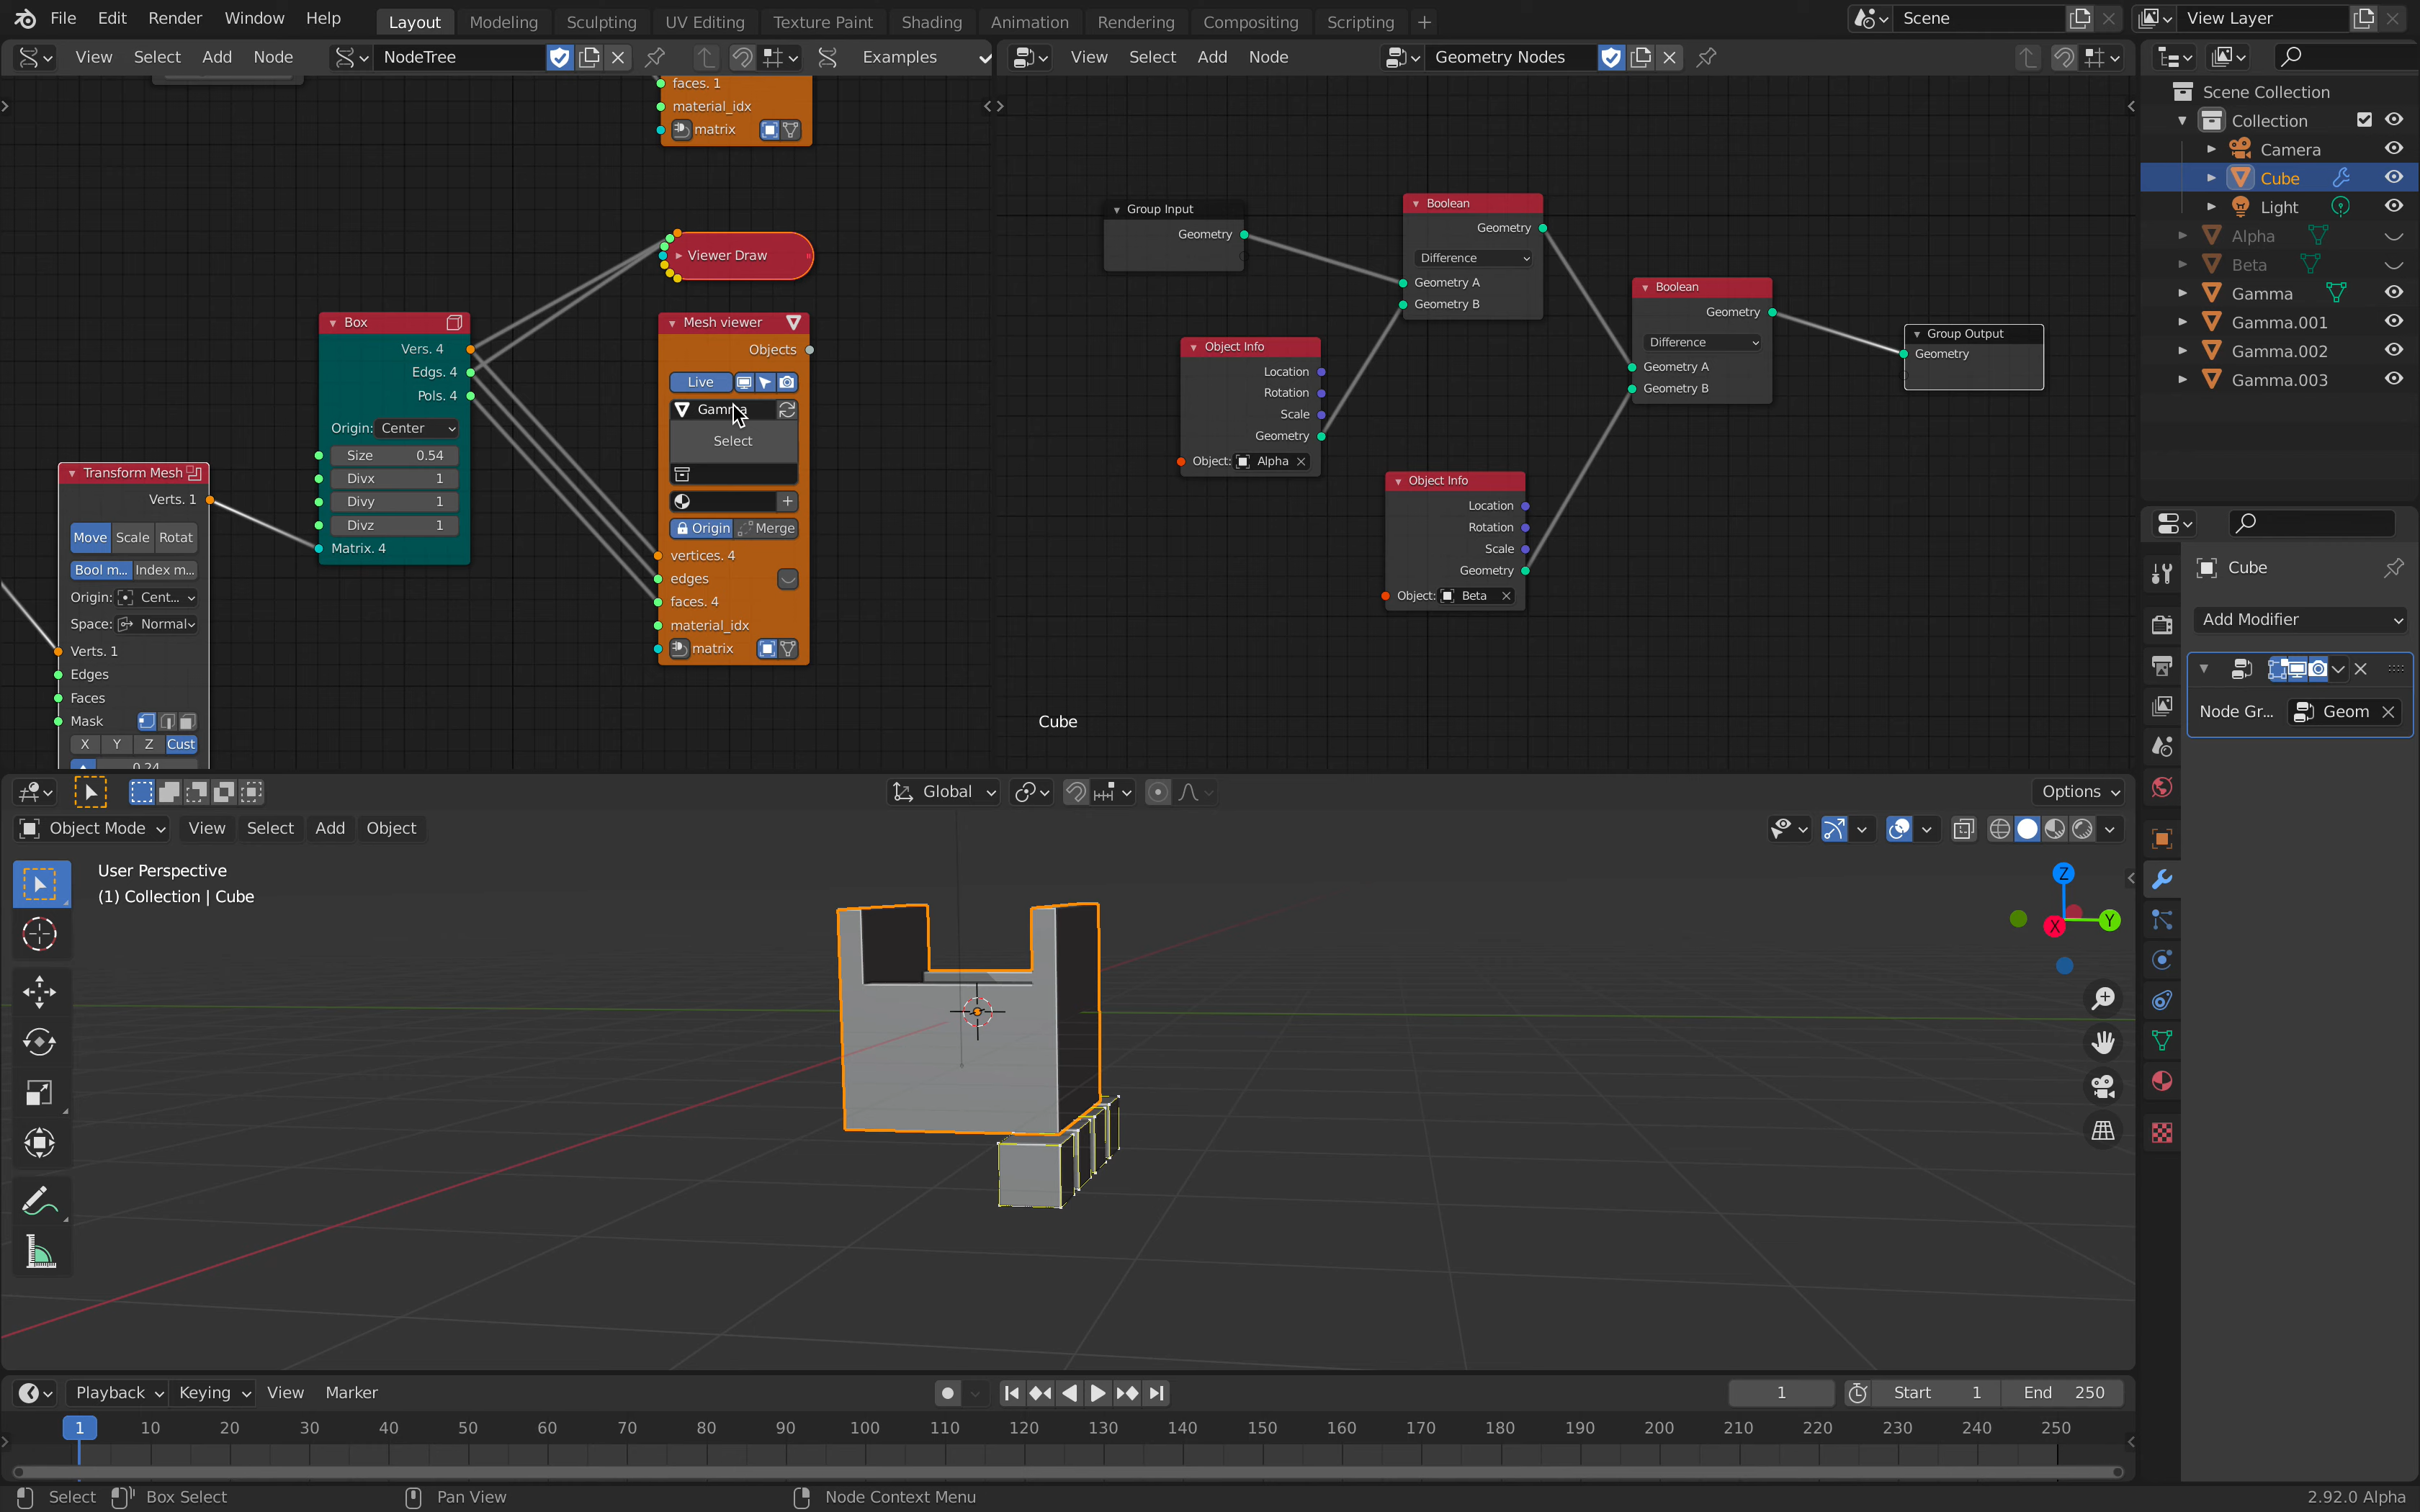 File Edit Render Window Help Layout Modeling Sculpting UV Editing Texture Paint Shading Animation Rendering Compositing Scripting + Scene View Layer
View Select Add Node NodeTree Examples
View Select Add Node Geometry Nodes
faces. 1
material_idx
matrix
Viewer Draw
Box
Vers. 4
Edgs. 4
Pols. 4
Origin: Center
Size 0.54
Divx 1
Divy 1
Divz 1
Matrix. 4
Transform Mesh
Verts. 1
Move Scale Rotat
Bool m... Index m...
Origin: Cent...
Space: Normal
Verts. 1
Edges
Faces
Mask
X Y Z Cust
0.24
Mesh viewer
Objects
Live
Gamma
Select
Origin Merge
vertices. 4
edges
faces. 4
material_idx
matrix
Group Input
Geometry
Object Info
Location
Rotation
Scale
Geometry
Object: Alpha
Boolean
Geometry
Difference
Geometry A
Geometry B
Object Info
Location
Rotation
Scale
Geometry
Object: Beta
Boolean
Geometry
Difference
Geometry A
Geometry B
Group Output
Geometry
Cube
Scene Collection
Collection
Camera
Cube
Light
Alpha
Beta
Gamma
Gamma.001
Gamma.002
Gamma.003
Cube
Add Modifier
Node Gr... Geom
Global
Options
Object Mode View Select Add Object
User Perspective
(1) Collection | Cube
Z
Y
X
Playback Keying View Marker 1 Start 1 End 250
1 10 20 30 40 50 60 70 80 90 100 110 120 130 140 150 160 170 180 190 200 210 220 230 240 250
Select Box Select Pan View Node Context Menu 2.92.0 Alpha